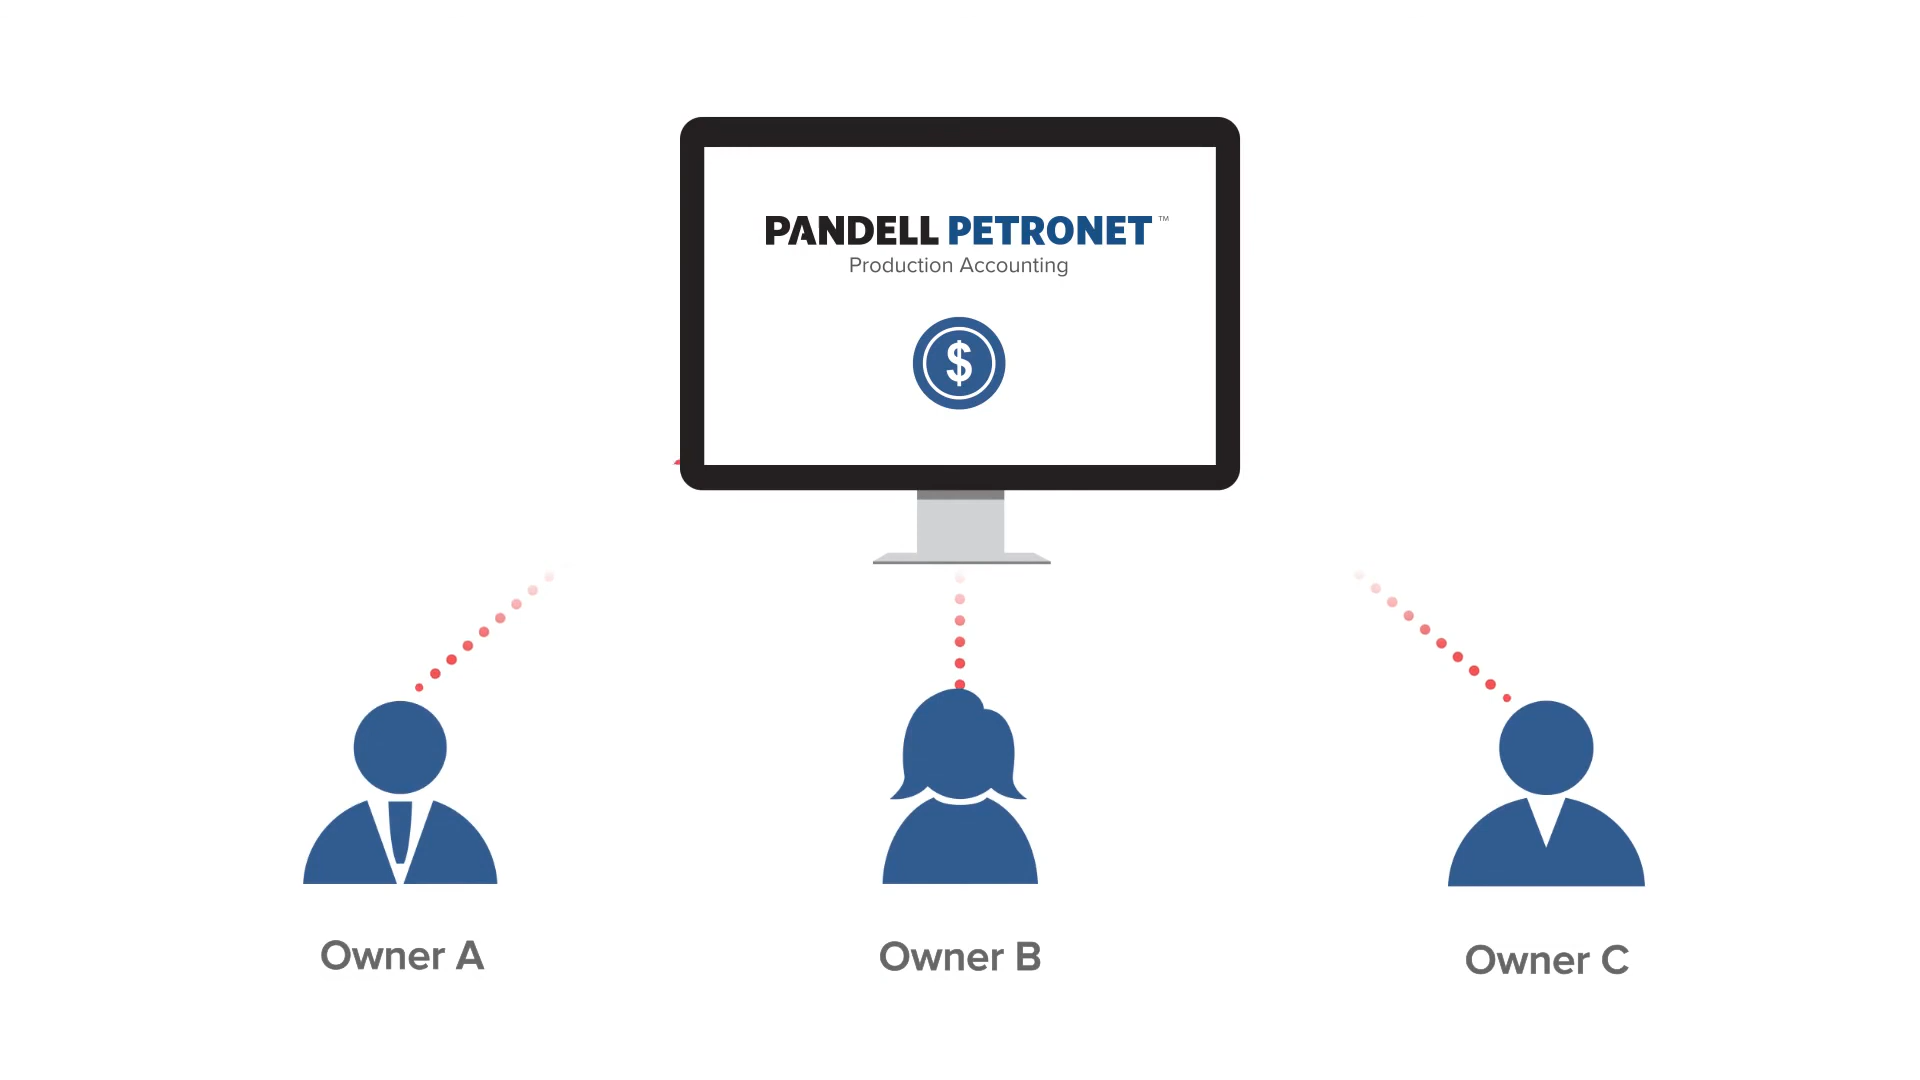 PANDELL PETRONET™
Production Accounting
$
Owner A
Owner B
Owner C